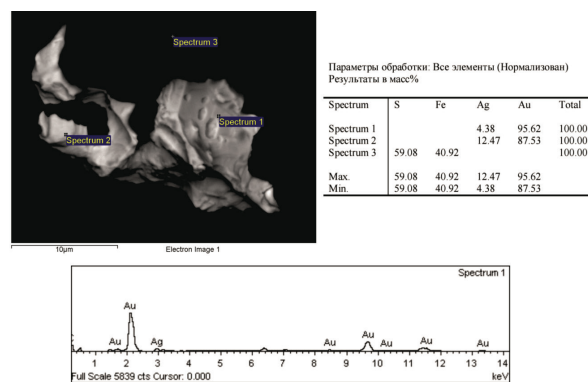 Spectrum 3
Spectrum 1
Spectrum 2
10µm
Electron Image 1
Параметры обработки: Все элементы (Нормализован)
Результаты в масс%
Spectrum S Fe Ag Au Total
Spectrum 1 4.38 95.62 100.00
Spectrum 2 12.47 87.53 100.00
Spectrum 3 59.08 40.92 100.00
Max. 59.08 40.92 12.47 95.62
Min. 59.08 40.92 4.38 87.53
Spectrum 1
Au
Au Ag Au Au Au Au Au
1 2 3 4 5 6 7 8 9 10 11 12 13 14
Full Scale 5839 cts Cursor: 0.000 keV